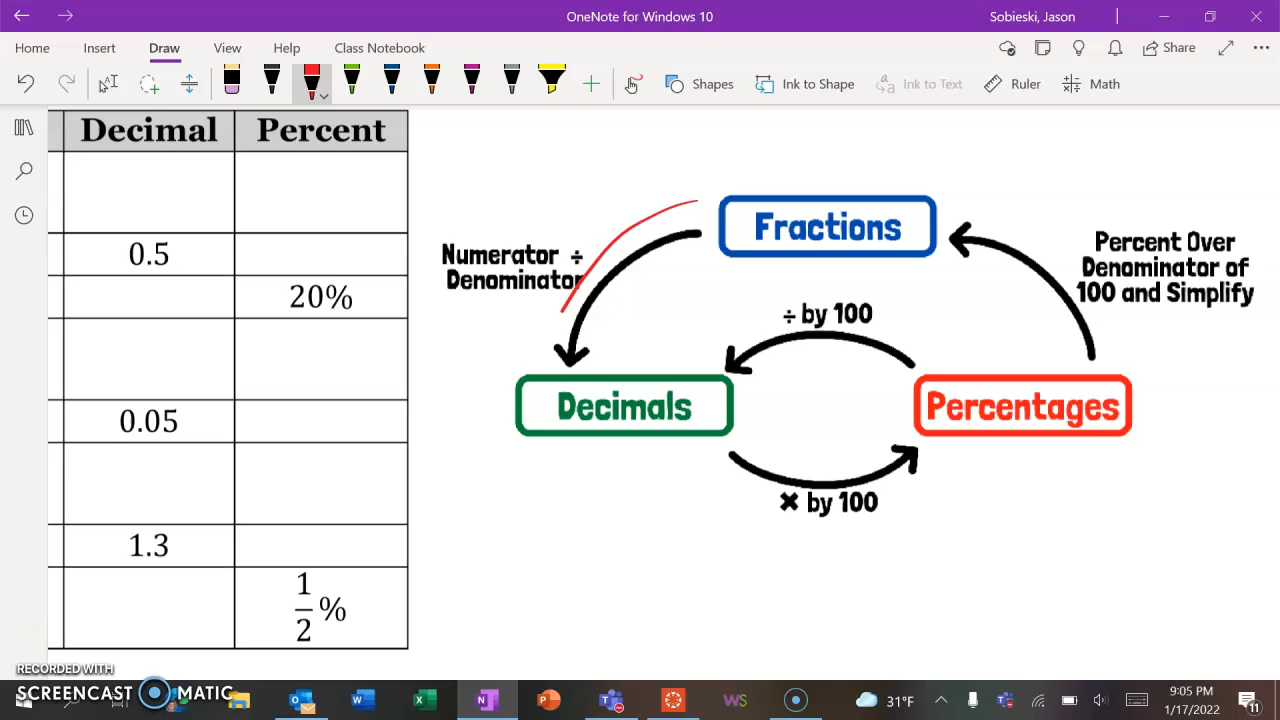 OneNote for Windows 10
Sobieski, Jason
Home Insert Draw View Help Class Notebook
Share
Shapes Ink to Shape Ink to Text Ruler Math
Decimal Percent
0.5
20%
0.05
1.3
1/2 %
Fractions
Numerator ÷
Denominator
Percent Over
Denominator of
100 and Simplify
÷ by 100
Decimals
Percentages
✖ by 100
RECORDED WITH
SCREENCAST MATIC
31°F
9:05 PM
1/17/2022
11